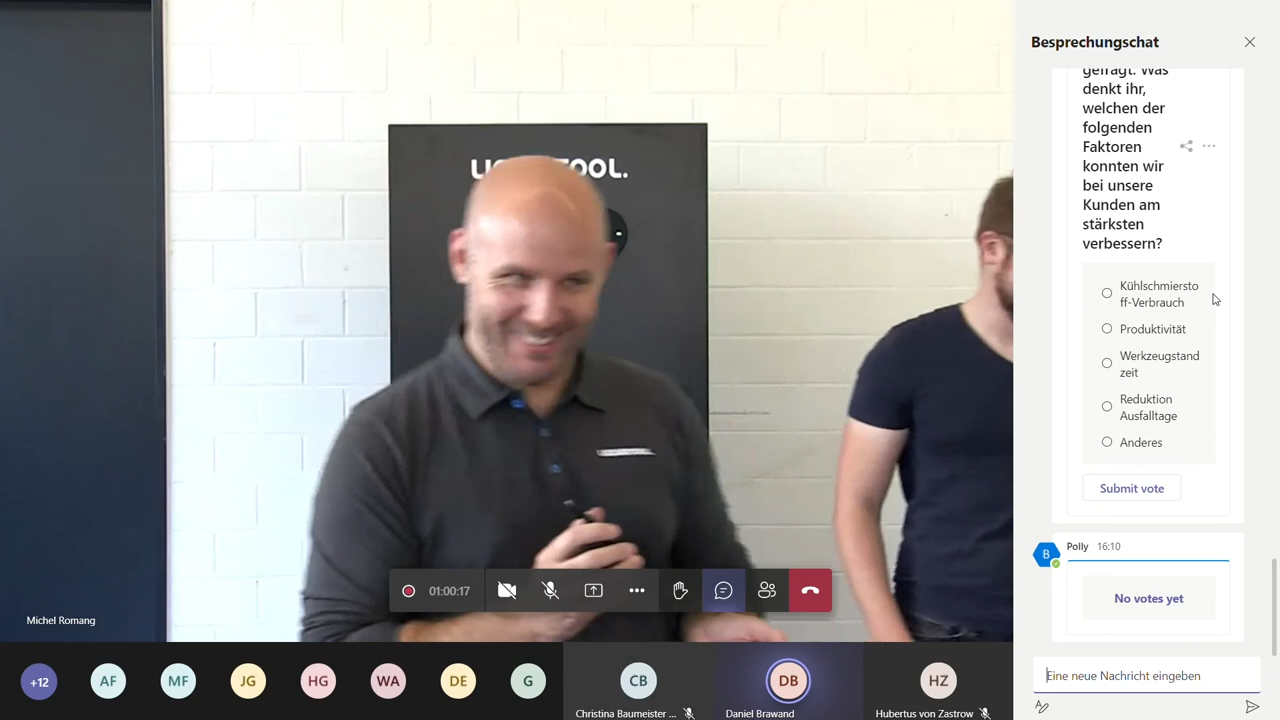 Besprechungschat
gefragt. Was
denkt ihr,
welchen der
folgenden
Faktoren
konnten wir
bei unsere
Kunden am
stärksten
verbessern?
Kühlschmiersto
ff-Verbrauch
Produktivität
Werkzeugstand
zeit
Reduktion
Ausfalltage
Anderes
Submit vote
B
Polly 16:10
No votes yet
Eine neue Nachricht eingeben
01:00:17
Michel Romang
+12
AF
MF
JG
HG
WA
DE
G
CB
DB
HZ
Christina Baumeister ...
Daniel Brawand
Hubertus von Zastrow